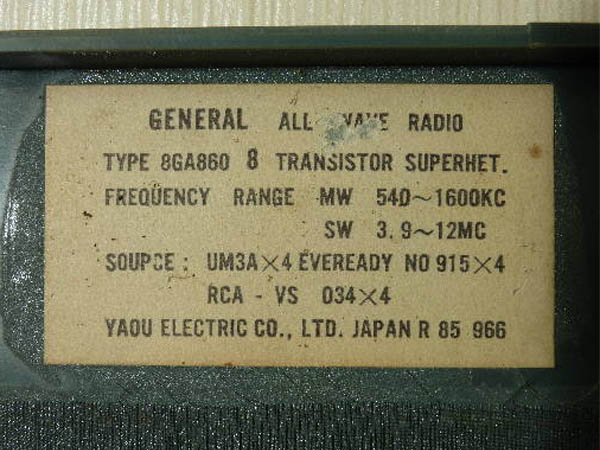 GENERAL ALL WAVE RADIO
TYPE 8GA860 8 TRANSISTOR SUPERHET.
FREQUENCY RANGE MW 540~1600KC
SW 3.9~12MC
SOUPCE: UM3A×4 EVEREADY NO 915×4
RCA - VS 034×4
YAOU ELECTRIC CO., LTD. JAPAN R 85 966